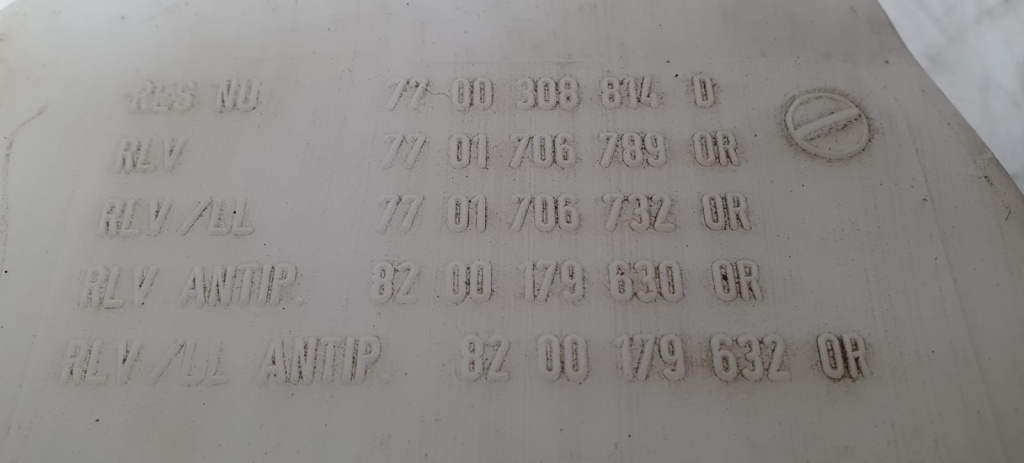 RES NU 77 00 308 814 D
RLV 77 01 706 789 OR
RLV/LL 77 01 706 732 OR
RLV ANTIP. 82 00 179 630 OR
RLV/LL ANTIP. 82 00 179 632 OR